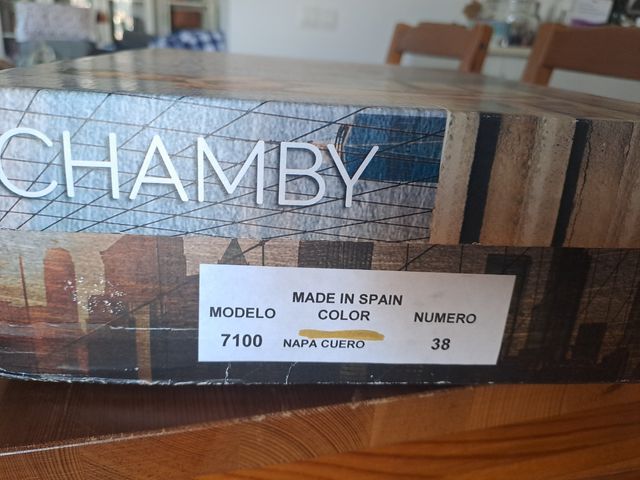 CHAMBY
MADE IN SPAIN
MODELO COLOR NUMERO
7100 NAPA CUERO 38